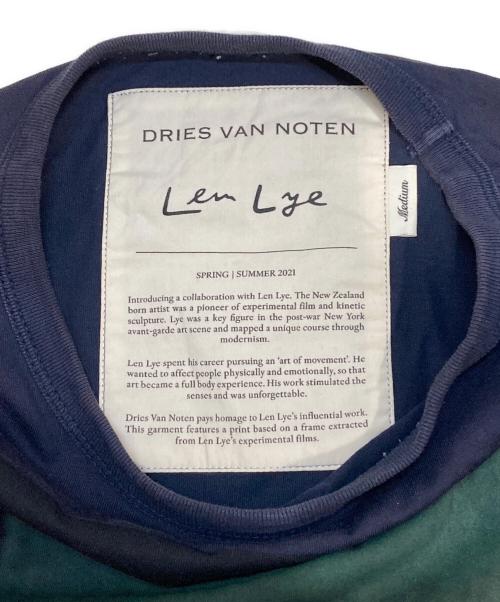 DRIES VAN NOTEN
Len Lye
Medium
SPRING | SUMMER 2021
Introducing a collaboration with Len Lye. The New Zealand
born artist was a pioneer of experimental film and kinetic
sculpture. Lye was a key figure in the post-war New York
avant-garde art scene and mapped a unique course through
modernism.
Len Lye spent his career pursuing an 'art of movement'. He
wanted to affect people physically and emotionally, so that
art became a full body experience. His work stimulated the
senses and was unforgettable.
Dries Van Noten pays homage to Len Lye's influential work.
This garment features a print based on a frame extracted
from Len Lye's experimental films.